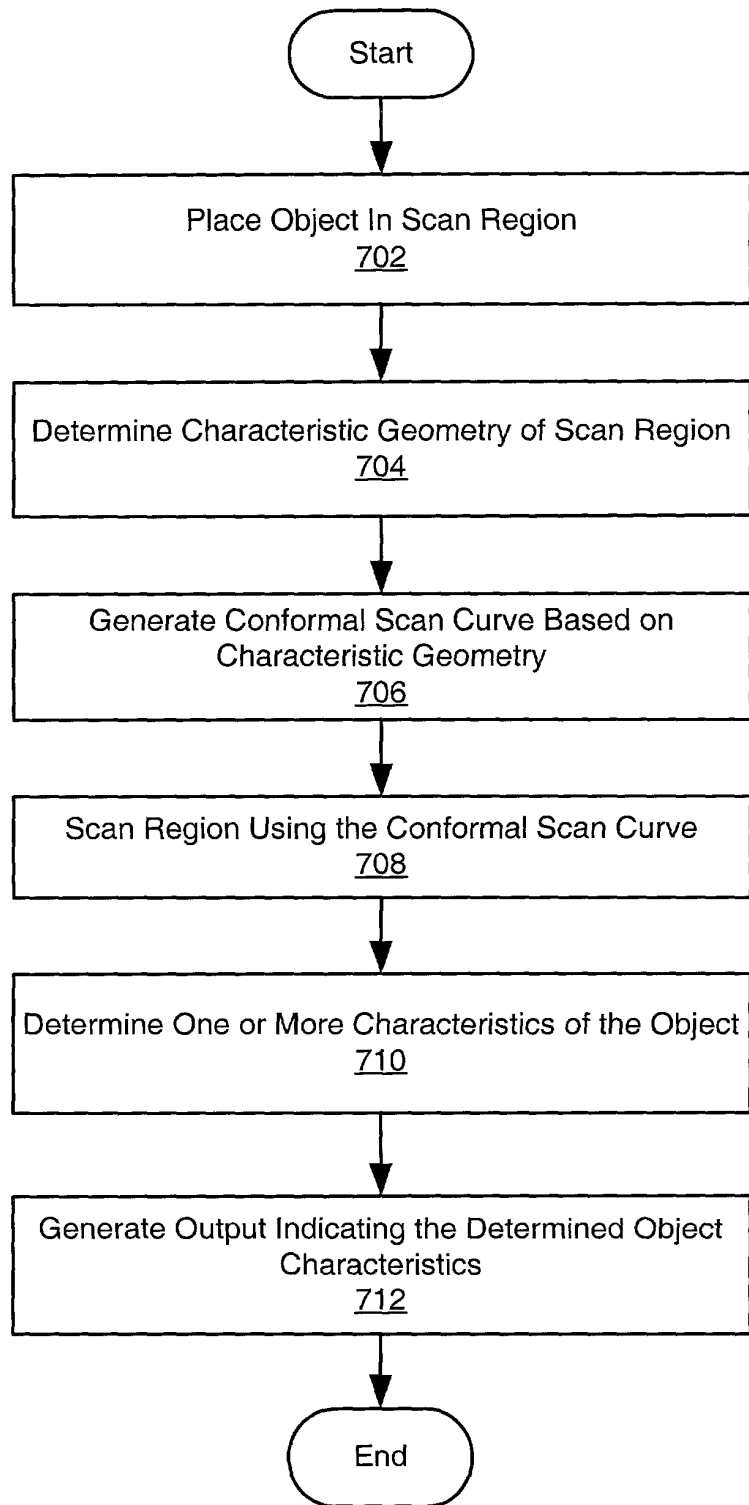 Start
Place Object In Scan Region
702
Determine Characteristic Geometry of Scan Region
704
Generate Conformal Scan Curve Based on
Characteristic Geometry
706
Scan Region Using the Conformal Scan Curve
708
Determine One or More Characteristics of the Object
710
Generate Output Indicating the Determined Object
Characteristics
712
End